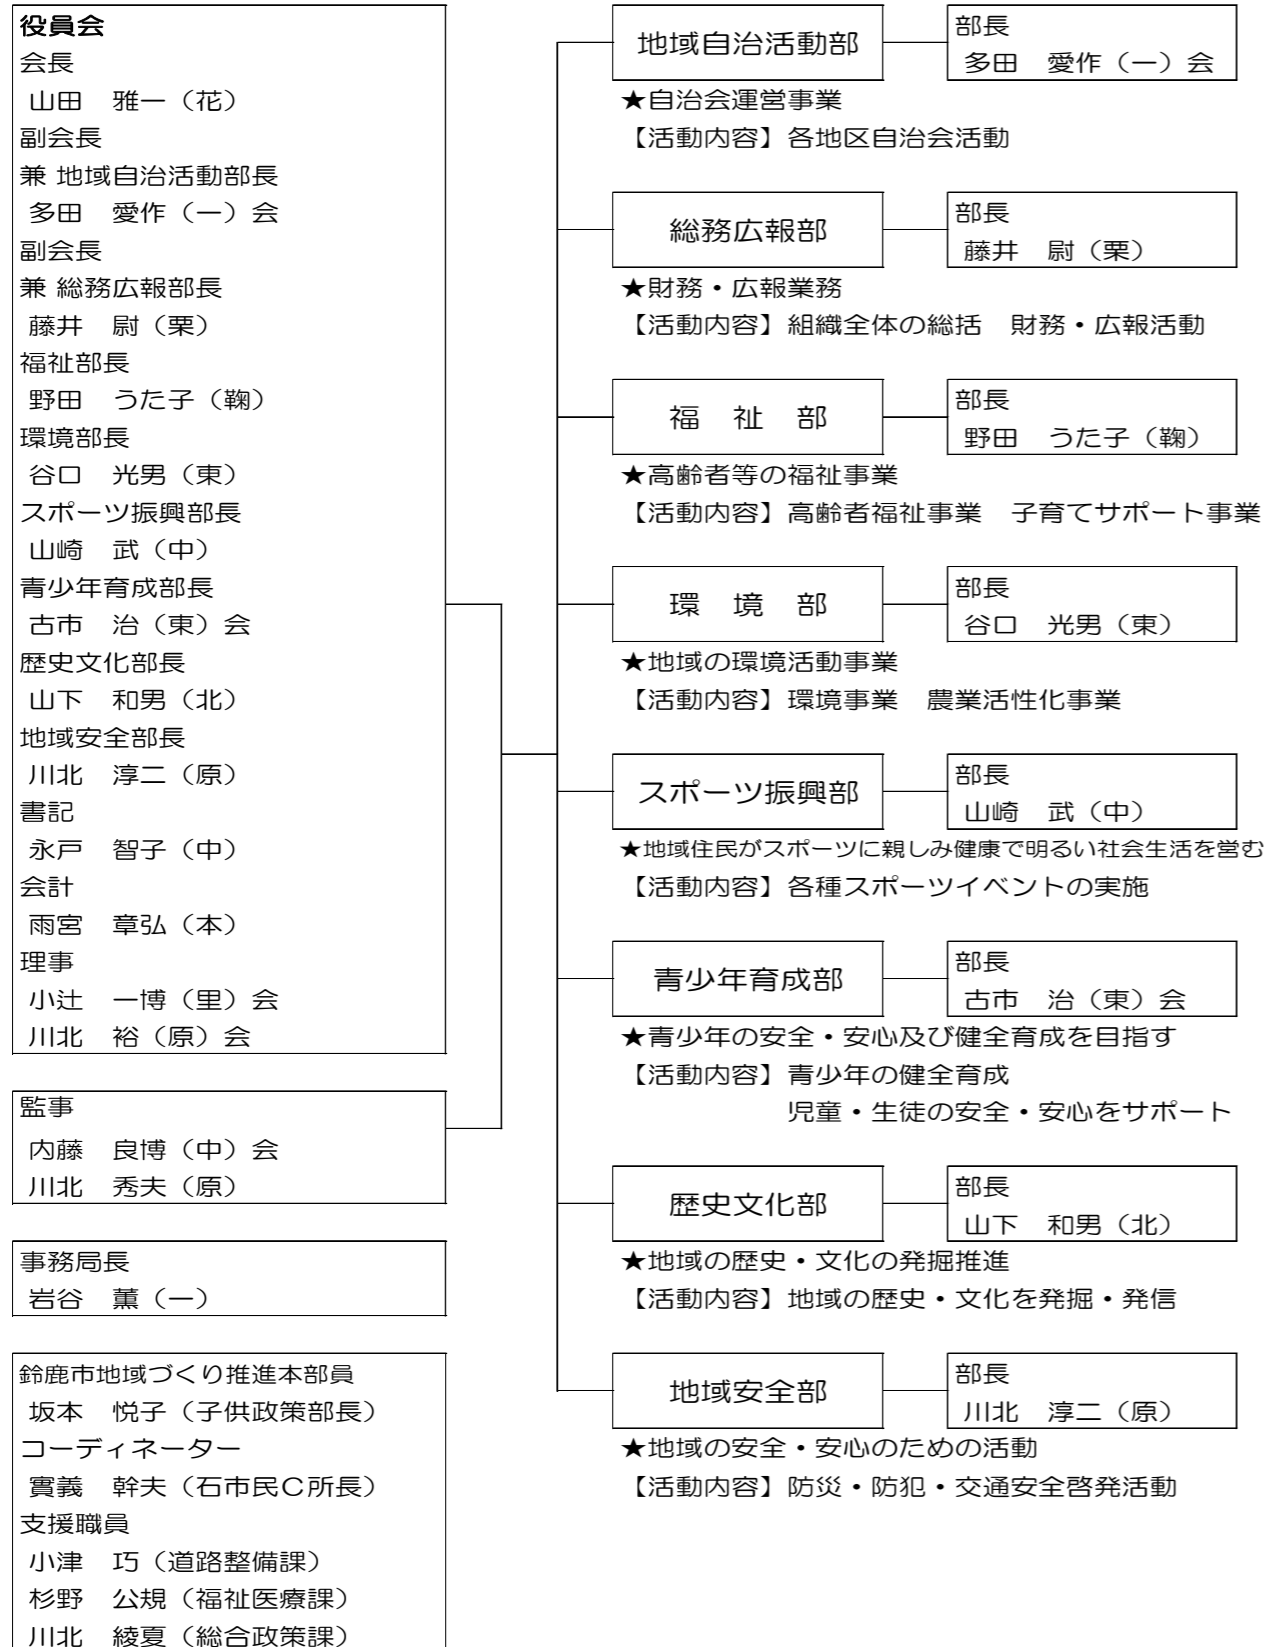 役員会
会長
山田　雅一（花）
副会長
兼 地域自治活動部長
多田　愛作（一）会
副会長
兼 総務広報部長
藤井　尉（栗）
福祉部長
野田　うた子（鞠）
環境部長
谷口　光男（東）
スポーツ振興部長
山崎　武（中）
青少年育成部長
古市　治（東）会
歴史文化部長
山下　和男（北）
地域安全部長
川北　淳二（原）
書記
永戸　智子（中）
会計
雨宮　章弘（本）
理事
小辻　一博（里）会
川北　裕（原）会
監事
内藤　良博（中）会
川北　秀夫（原）
事務局長
岩谷　薫（一）
鈴鹿市地域づくり推進本部員
坂本　悦子（子供政策部長）
コーディネーター
實義　幹夫（石市民Ｃ所長）
支援職員
小津　巧（道路整備課）
杉野　公規（福祉医療課）
川北　綾夏（総合政策課）
地域自治活動部
部長
多田　愛作（一）会
★自治会運営事業
【活動内容】各地区自治会活動
総務広報部
部長
藤井　尉（栗）
★財務・広報業務
【活動内容】組織全体の総括　財務・広報活動
福　祉　部
部長
野田　うた子（鞠）
★高齢者等の福祉事業
【活動内容】高齢者福祉事業　子育てサポート事業
環　境　部
部長
谷口　光男（東）
★地域の環境活動事業
【活動内容】環境事業　農業活性化事業
スポーツ振興部
部長
山崎　武（中）
★地域住民がスポーツに親しみ健康で明るい社会生活を営む
【活動内容】各種スポーツイベントの実施
青少年育成部
部長
古市　治（東）会
★青少年の安全・安心及び健全育成を目指す
【活動内容】青少年の健全育成
児童・生徒の安全・安心をサポート
歴史文化部
部長
山下　和男（北）
★地域の歴史・文化の発掘推進
【活動内容】地域の歴史・文化を発掘・発信
地域安全部
部長
川北　淳二（原）
★地域の安全・安心のための活動
【活動内容】防災・防犯・交通安全啓発活動